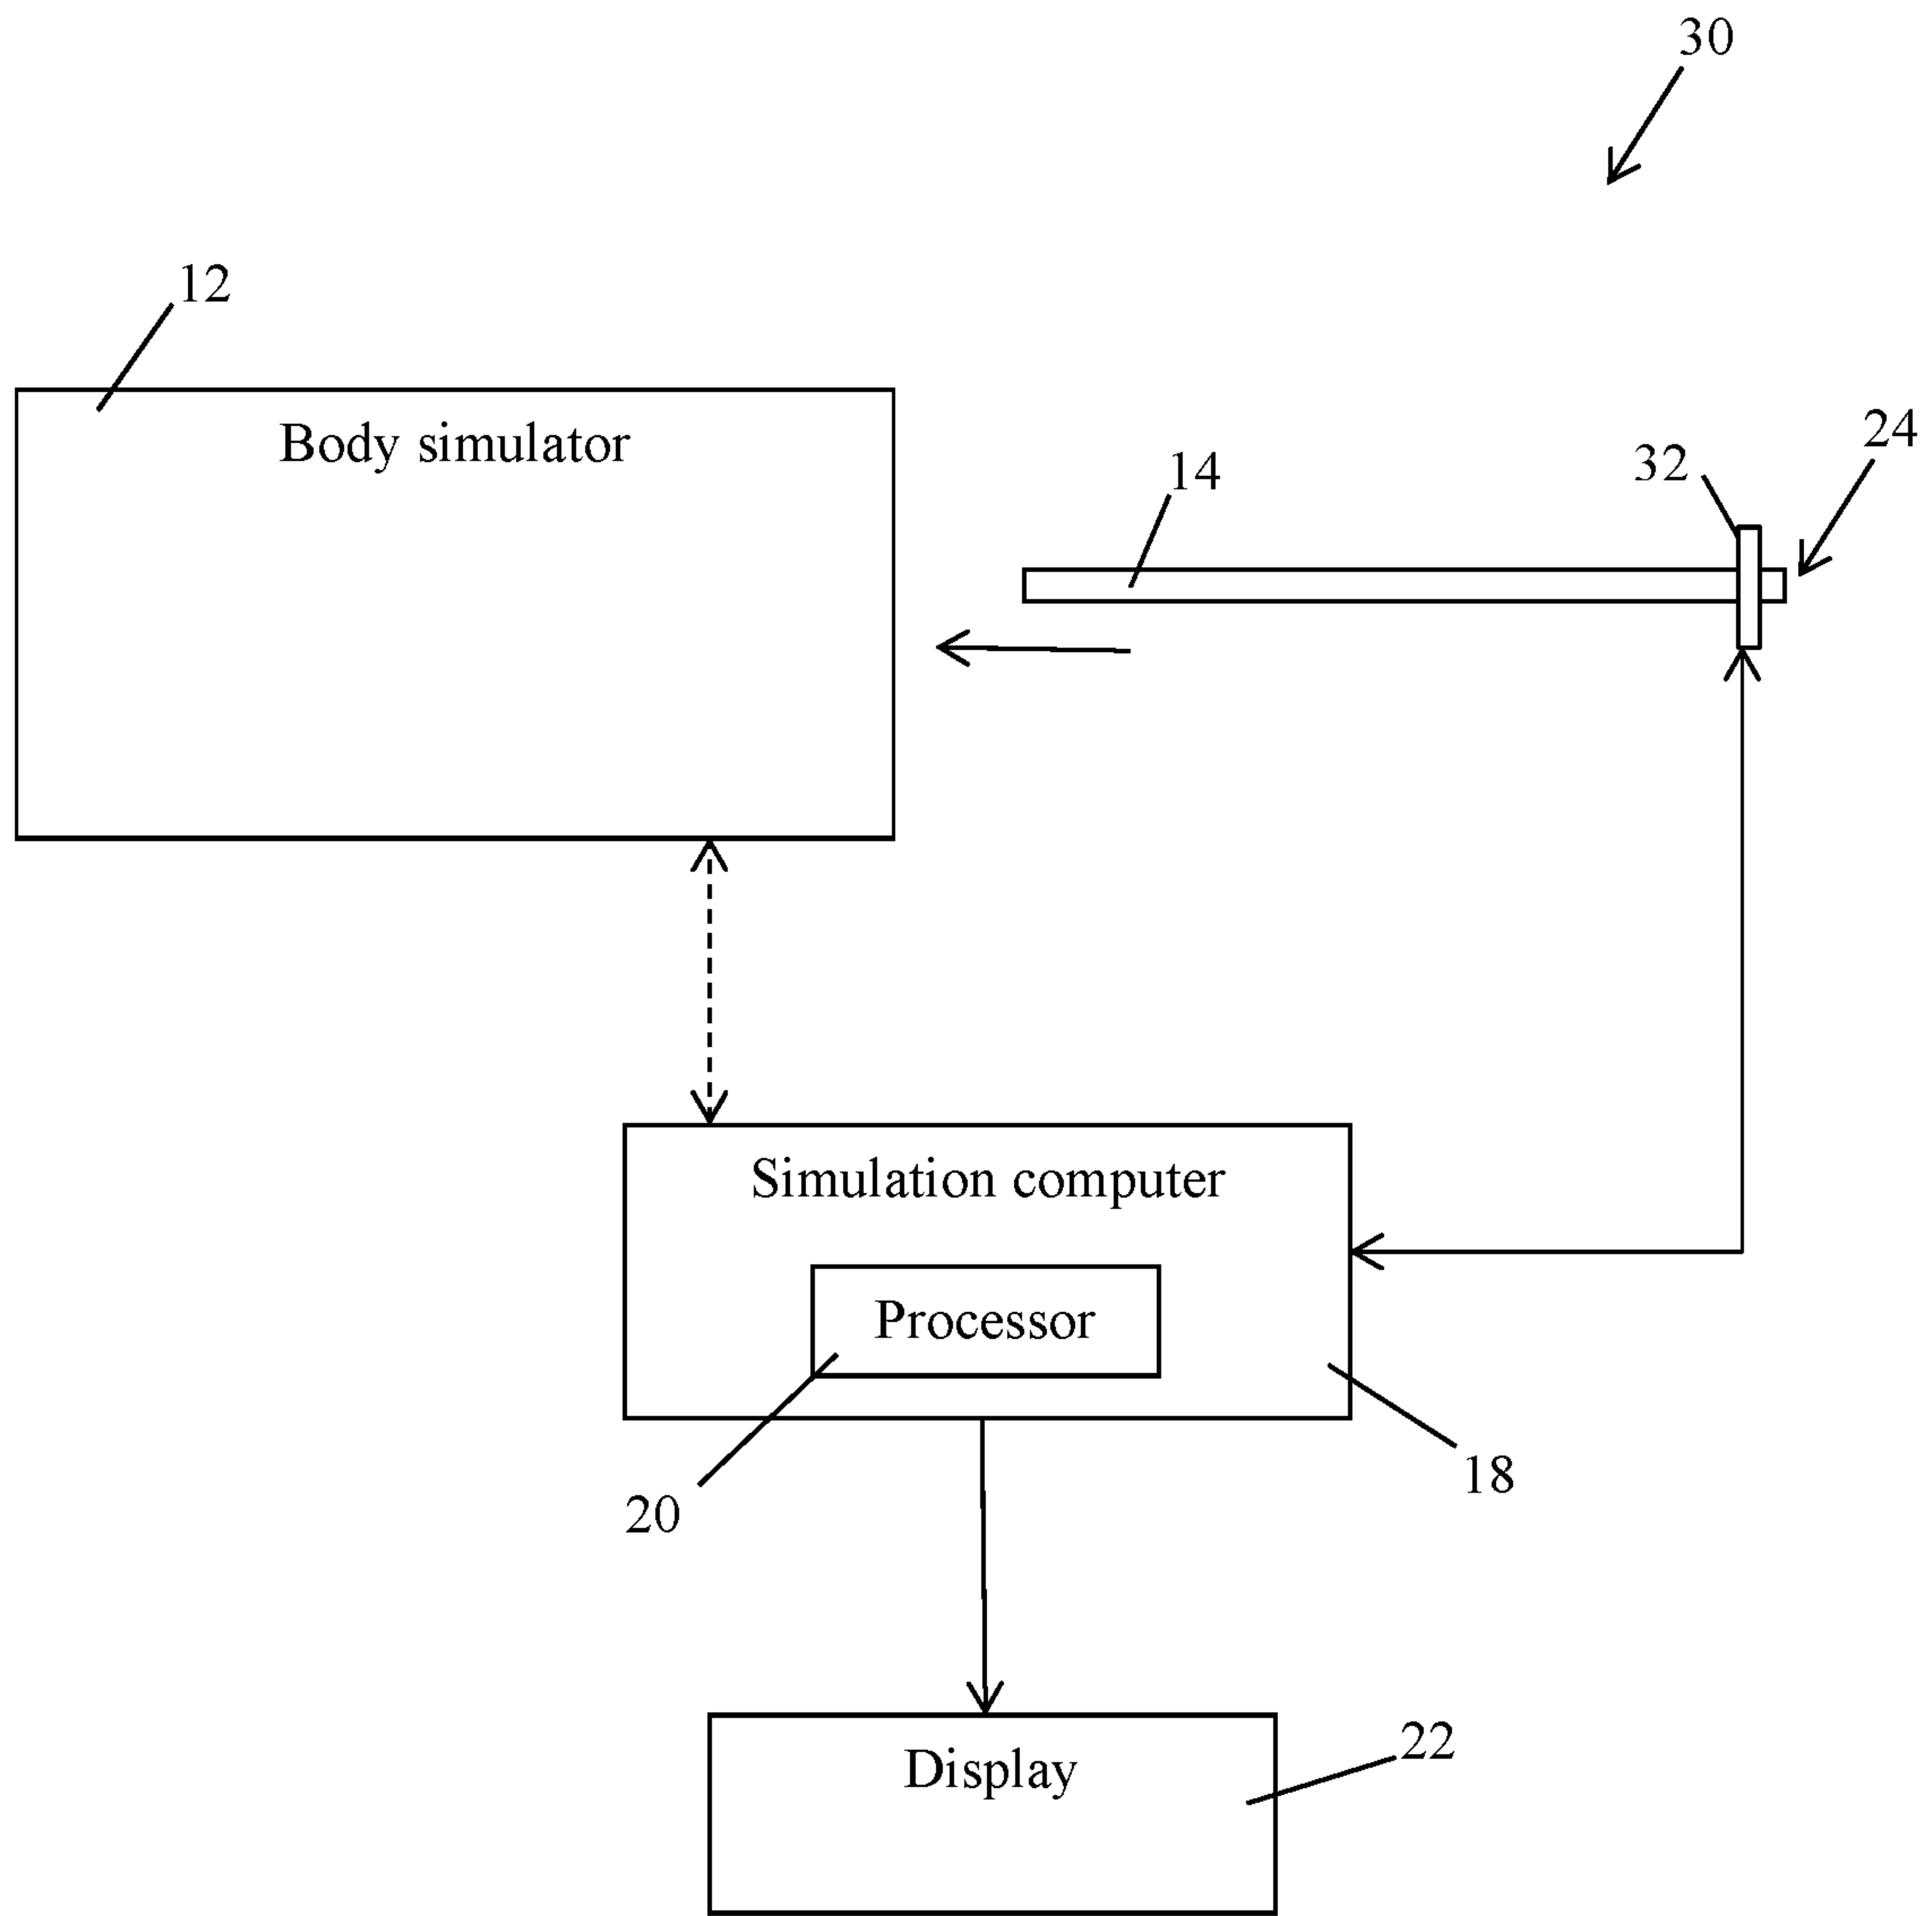 30
12
Body simulator
24
32
14
Simulation computer
Processor
18
20
22
Display